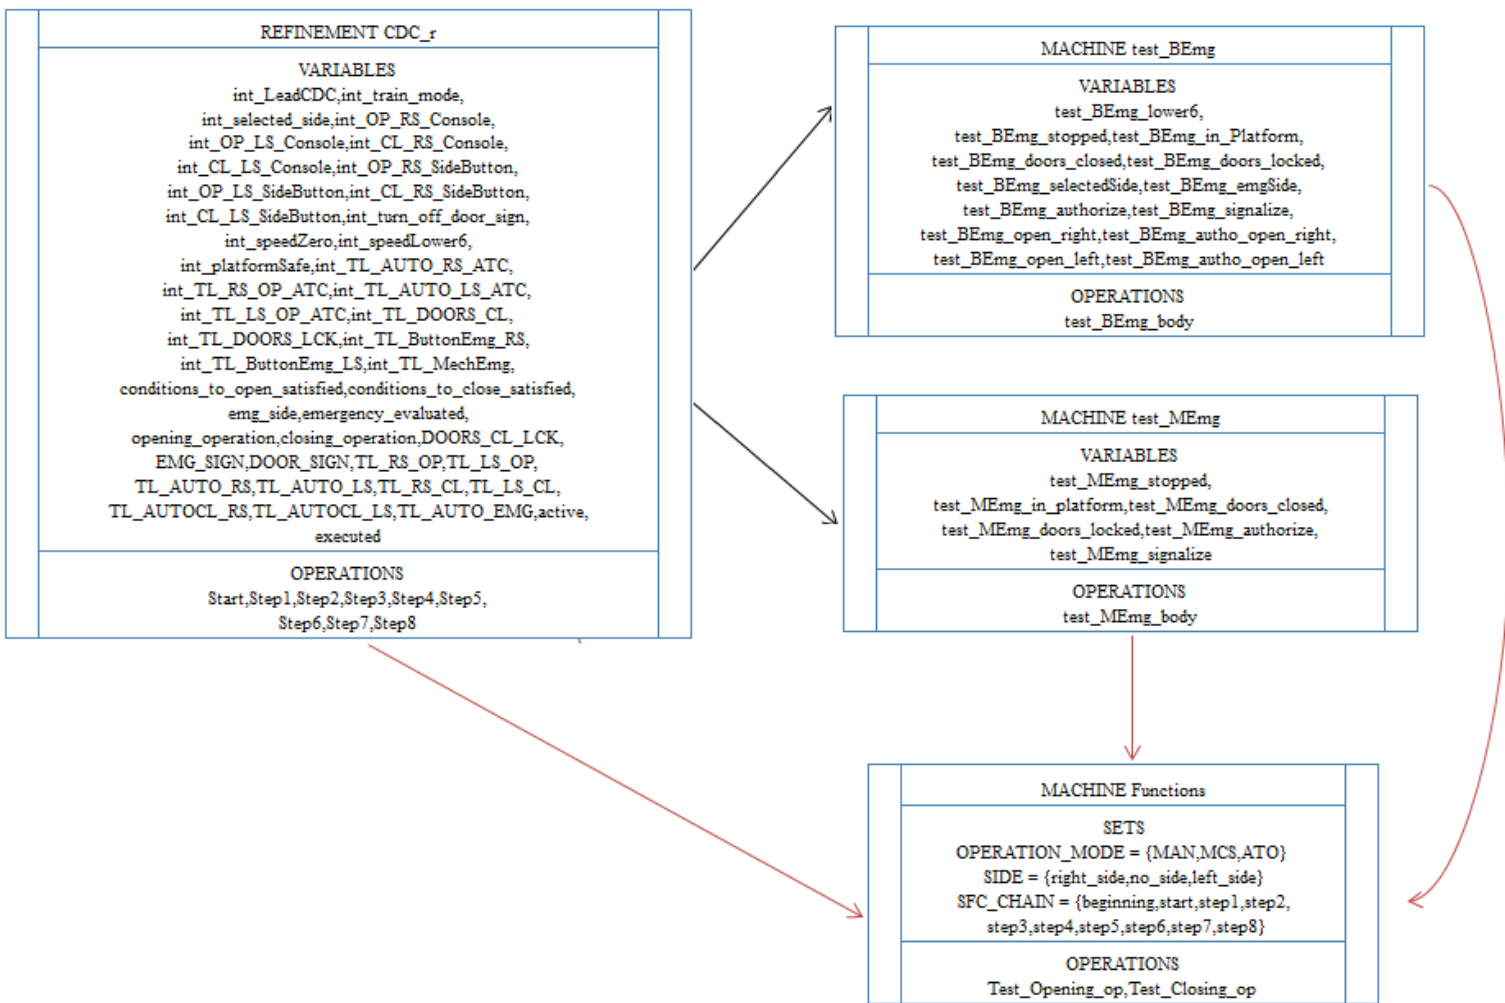 REFINEMENT CDC_r
VARIABLES
int_LeadCDC,int_train_mode,
int_selected_side,int_OP_RS_Console,
int_OP_LS_Console,int_CL_RS_Console,
int_CL_LS_Console,int_OP_RS_SideButton,
int_OP_LS_SideButton,int_CL_RS_SideButton,
int_CL_LS_SideButton,int_turn_off_door_sign,
int_speedZero,int_speedLower6,
int_platformSafe,int_TL_AUTO_RS_ATC,
int_TL_RS_OP_ATC,int_TL_AUTO_LS_ATC,
int_TL_LS_OP_ATC,int_TL_DOORS_CL,
int_TL_DOORS_LCK,int_TL_ButtonEmg_RS,
int_TL_ButtonEmg_LS,int_TL_MechEmg,
conditions_to_open_satisfied,conditions_to_close_satisfied,
emg_side,emergency_evaluated,
opening_operation,closing_operation,DOORS_CL_LCK,
EMG_SIGN,DOOR_SIGN,TL_RS_OP,TL_LS_OP,
TL_AUTO_RS,TL_AUTO_LS,TL_RS_CL,TL_LS_CL,
TL_AUTOCL_RS,TL_AUTOCL_LS,TL_AUTO_EMG,active,
executed
OPERATIONS
Start,Step1,Step2,Step3,Step4,Step5,
Step6,Step7,Step8
MACHINE test_BEmg
VARIABLES
test_BEmg_lower6,
test_BEmg_stopped,test_BEmg_in_Platform,
test_BEmg_doors_closed,test_BEmg_doors_locked,
test_BEmg_selectedSide,test_BEmg_emgSide,
test_BEmg_authorize,test_BEmg_signalize,
test_BEmg_open_right,test_BEmg_autho_open_right,
test_BEmg_open_left,test_BEmg_autho_open_left
OPERATIONS
test_BEmg_body
MACHINE test_MEmg
VARIABLES
test_MEmg_stopped,
test_MEmg_in_platform,test_MEmg_doors_closed,
test_MEmg_doors_locked,test_MEmg_authorize,
test_MEmg_signalize
OPERATIONS
test_MEmg_body
MACHINE Functions
SETS
OPERATION_MODE = {MAN,MCS,ATO}
SIDE = {right_side,no_side,left_side}
SFC_CHAIN = {beginning,start,step1,step2,
step3,step4,step5,step6,step7,step8}
OPERATIONS
Test_Opening_op,Test_Closing_op